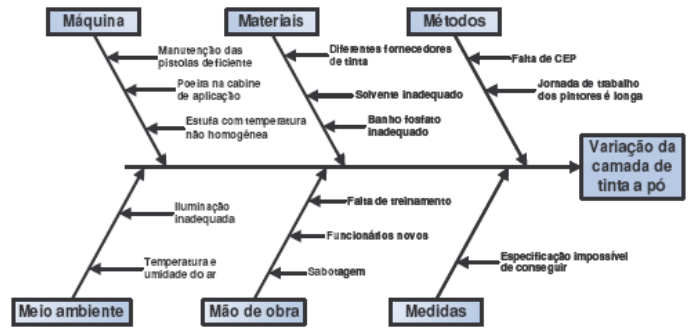 Máquina
Materiais
Métodos
Manutenção das
pistolas deficiente
Poeira na cabine
de aplicação
Estufa com temperatura
não homogênea
Diferentes fornecedores
de tinta
Solvente inadequado
Banho fosfato
inadequado
Falta de CEP
Jornada de trabalho
dos pintores é longa
Variação da
camada de
tinta a pó
Iluminação
inadequada
Temperatura e
umidade do ar
Falta de treinamento
Funcionários novos
Sabotagem
Especificação impossível
de conseguir
Meio ambiente
Mão de obra
Medidas